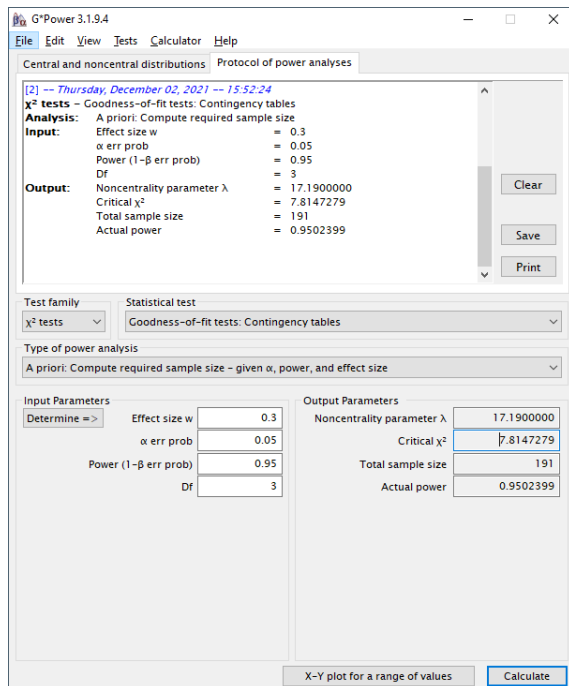 G*Power 3.1.9.4
File Edit View Tests Calculator Help
Central and noncentral distributions Protocol of power analyses
[2] -- Thursday, December 02, 2021 -- 15:52:24
χ² tests – Goodness-of-fit tests: Contingency tables
Analysis: A priori: Compute required sample size
Input: Effect size w = 0.3
α err prob = 0.05
Power (1-β err prob) = 0.95
Df = 3
Output: Noncentrality parameter λ = 17.1900000
Critical χ² = 7.8147279
Total sample size = 191
Actual power = 0.9502399
Clear
Save
Print
Test family Statistical test
χ² tests Goodness-of-fit tests: Contingency tables
Type of power analysis
A priori: Compute required sample size – given α, power, and effect size
Input Parameters Output Parameters
Determine => Effect size w 0.3 Noncentrality parameter λ 17.1900000
α err prob 0.05 Critical χ² 7.8147279
Power (1-β err prob) 0.95 Total sample size 191
Df 3 Actual power 0.9502399
X-Y plot for a range of values Calculate